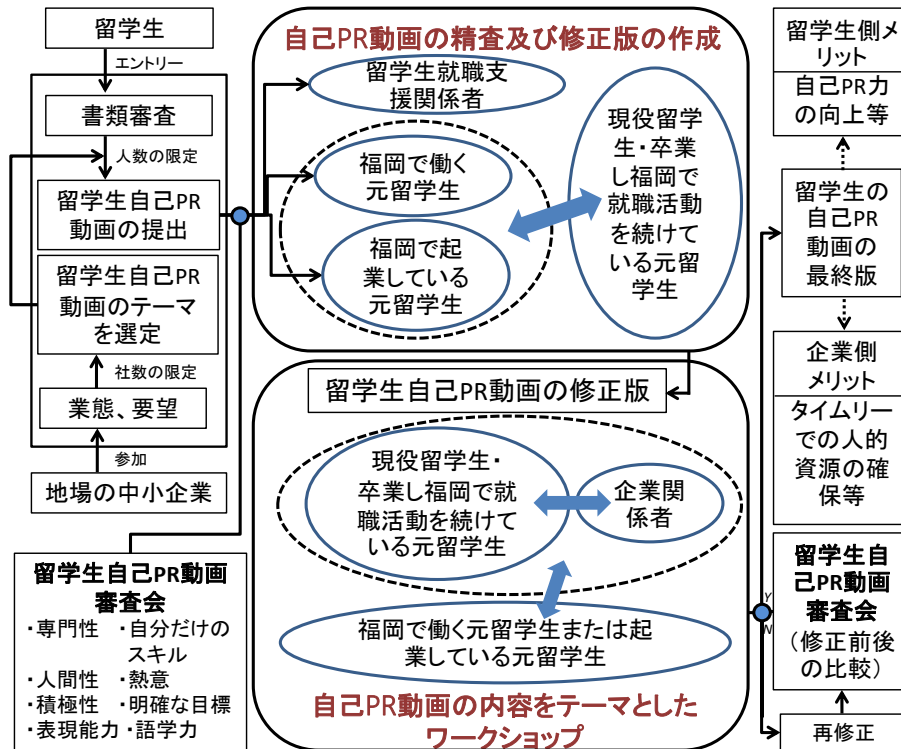 留学生
エントリー
書類審査
人数の限定
留学生自己PR
動画の提出
留学生自己PR
動画のテーマ
を選定
社数の限定
業態、要望
参加
地場の中小企業
留学生自己PR動画
審査会
・専門性
・自分だけの
スキル
・人間性
・熱意
・積極性
・明確な目標
・表現能力
・語学力
自己PR動画の精査及び修正版の作成
留学生就職支
援関係者
福岡で働く
元留学生
福岡で起
業している
元留学生
現役留学
生・卒業
し福岡で
就職活動
を続けて
いる元留
学生
留学生自己PR動画の修正版
現役留学生・
卒業し福岡で就
職活動を続けて
いる元留学生
企業関
係者
福岡で働く元留学生または起
業している元留学生
自己PR動画の内容をテーマとした
ワークショップ
留学生側メ
リット
自己PR力
の向上等
留学生の
自己PR
動画の
最終版
企業側
メリット
タイムリー
での人的
資源の確
保等
Y
N
留学生自
己PR動画
審査会
(修正前後
の比較)
再修正